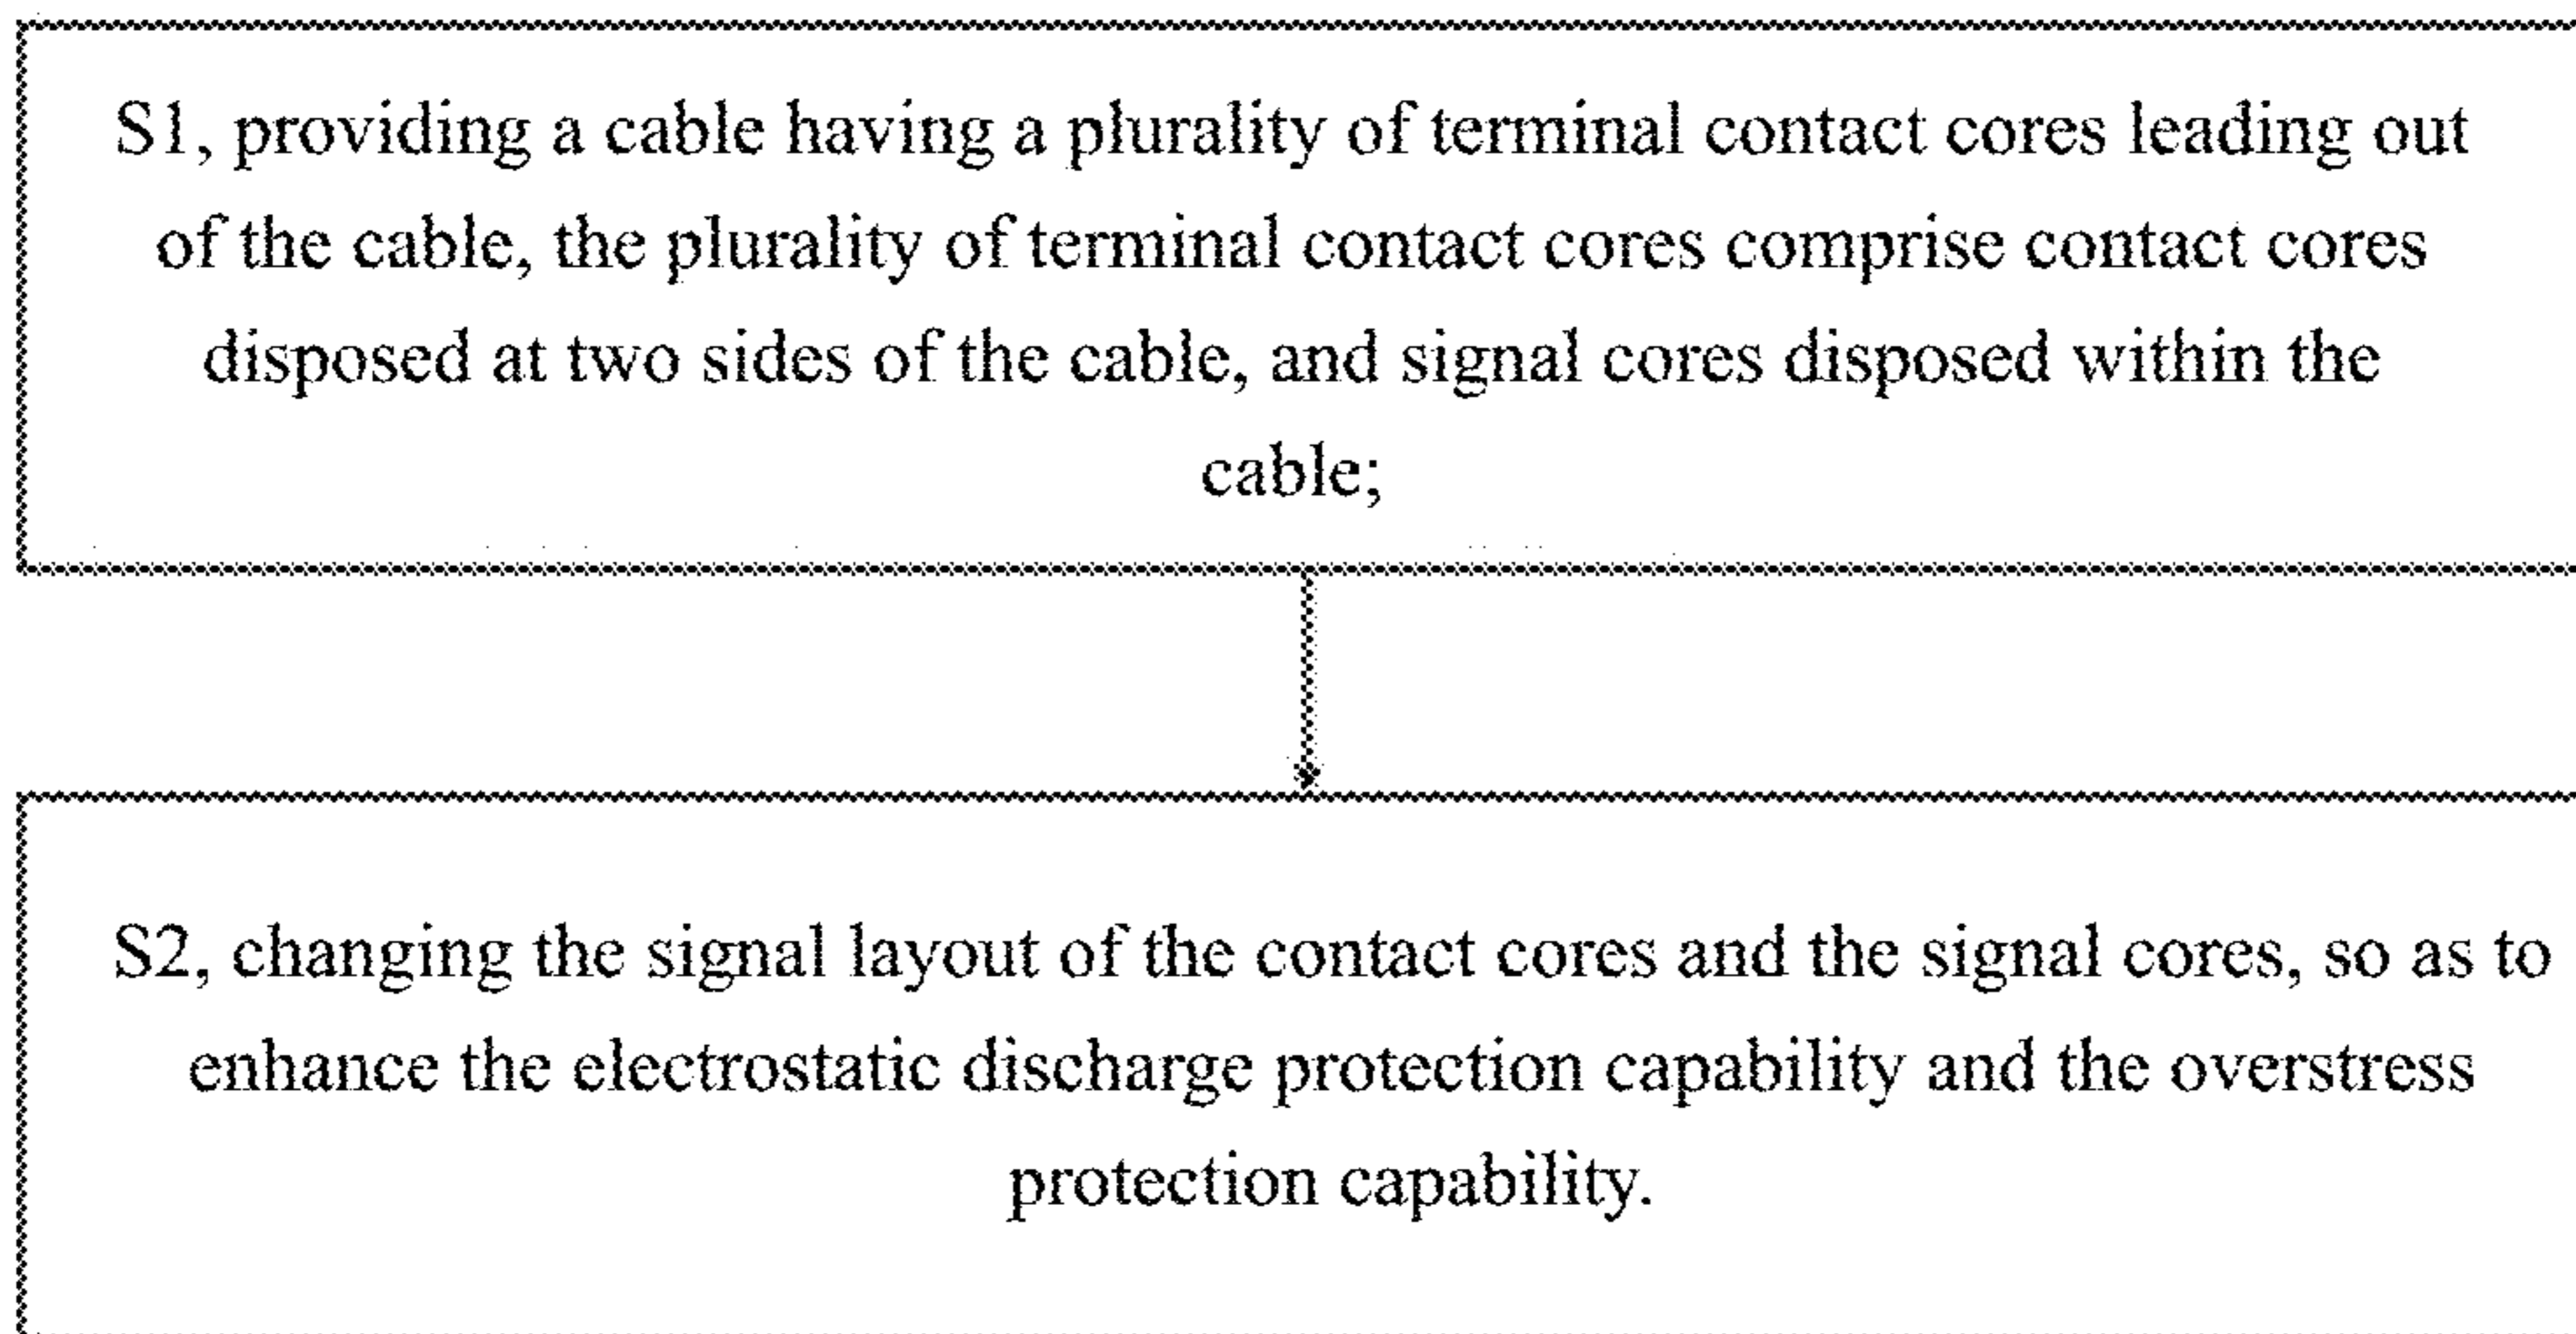 S1, providing a cable having a plurality of terminal contact cores leading out
of the cable, the plurality of terminal contact cores comprise contact cores
disposed at two sides of the cable, and signal cores disposed within the
cable;
S2, changing the signal layout of the contact cores and the signal cores, so as to
enhance the electrostatic discharge protection capability and the overstress
protection capability.